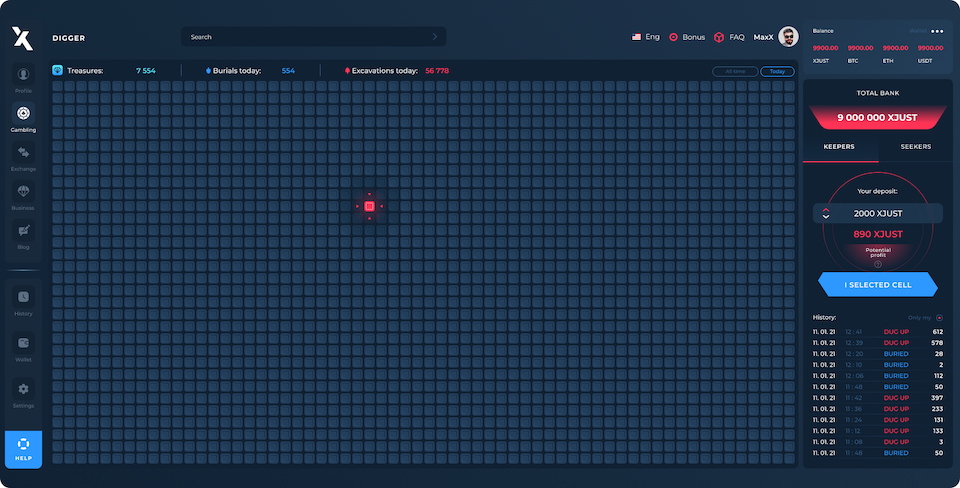 DIGGER
Search
Eng
Bonus
FAQ
MaxX
Treasures: 7 554
Burials today: 554
Excavations today: 56 778
All time
Today
Profile
Gambling
Exchange
Business
Blog
History
Wallet
Settings
HELP
Balance
Wallet
9900.00 9900.00 9900.00 9900.00
XJUST BTC ETH USDT
TOTAL BANK
9 000 000 XJUST
KEEPERS SEEKERS
Your deposit:
2000 XJUST
890 XJUST
Potential
profit
?
I SELECTED CELL
History: Only my
11. 01. 21 12 : 41 DUG UP 612
11. 01. 21 12 : 39 DUG UP 578
11. 01. 21 12 : 20 BURIED 28
11. 01. 21 12 : 10 BURIED 2
11. 01. 21 12 : 06 BURIED 112
11. 01. 21 11 : 48 BURIED 50
11. 01. 21 11 : 42 DUG UP 397
11. 01. 21 11 : 36 DUG UP 233
11. 01. 21 11 : 24 DUG UP 131
11. 01. 21 11 : 12 DUG UP 133
11. 01. 21 11 : 08 DUG UP 3
11. 01. 21 11 : 48 BURIED 50